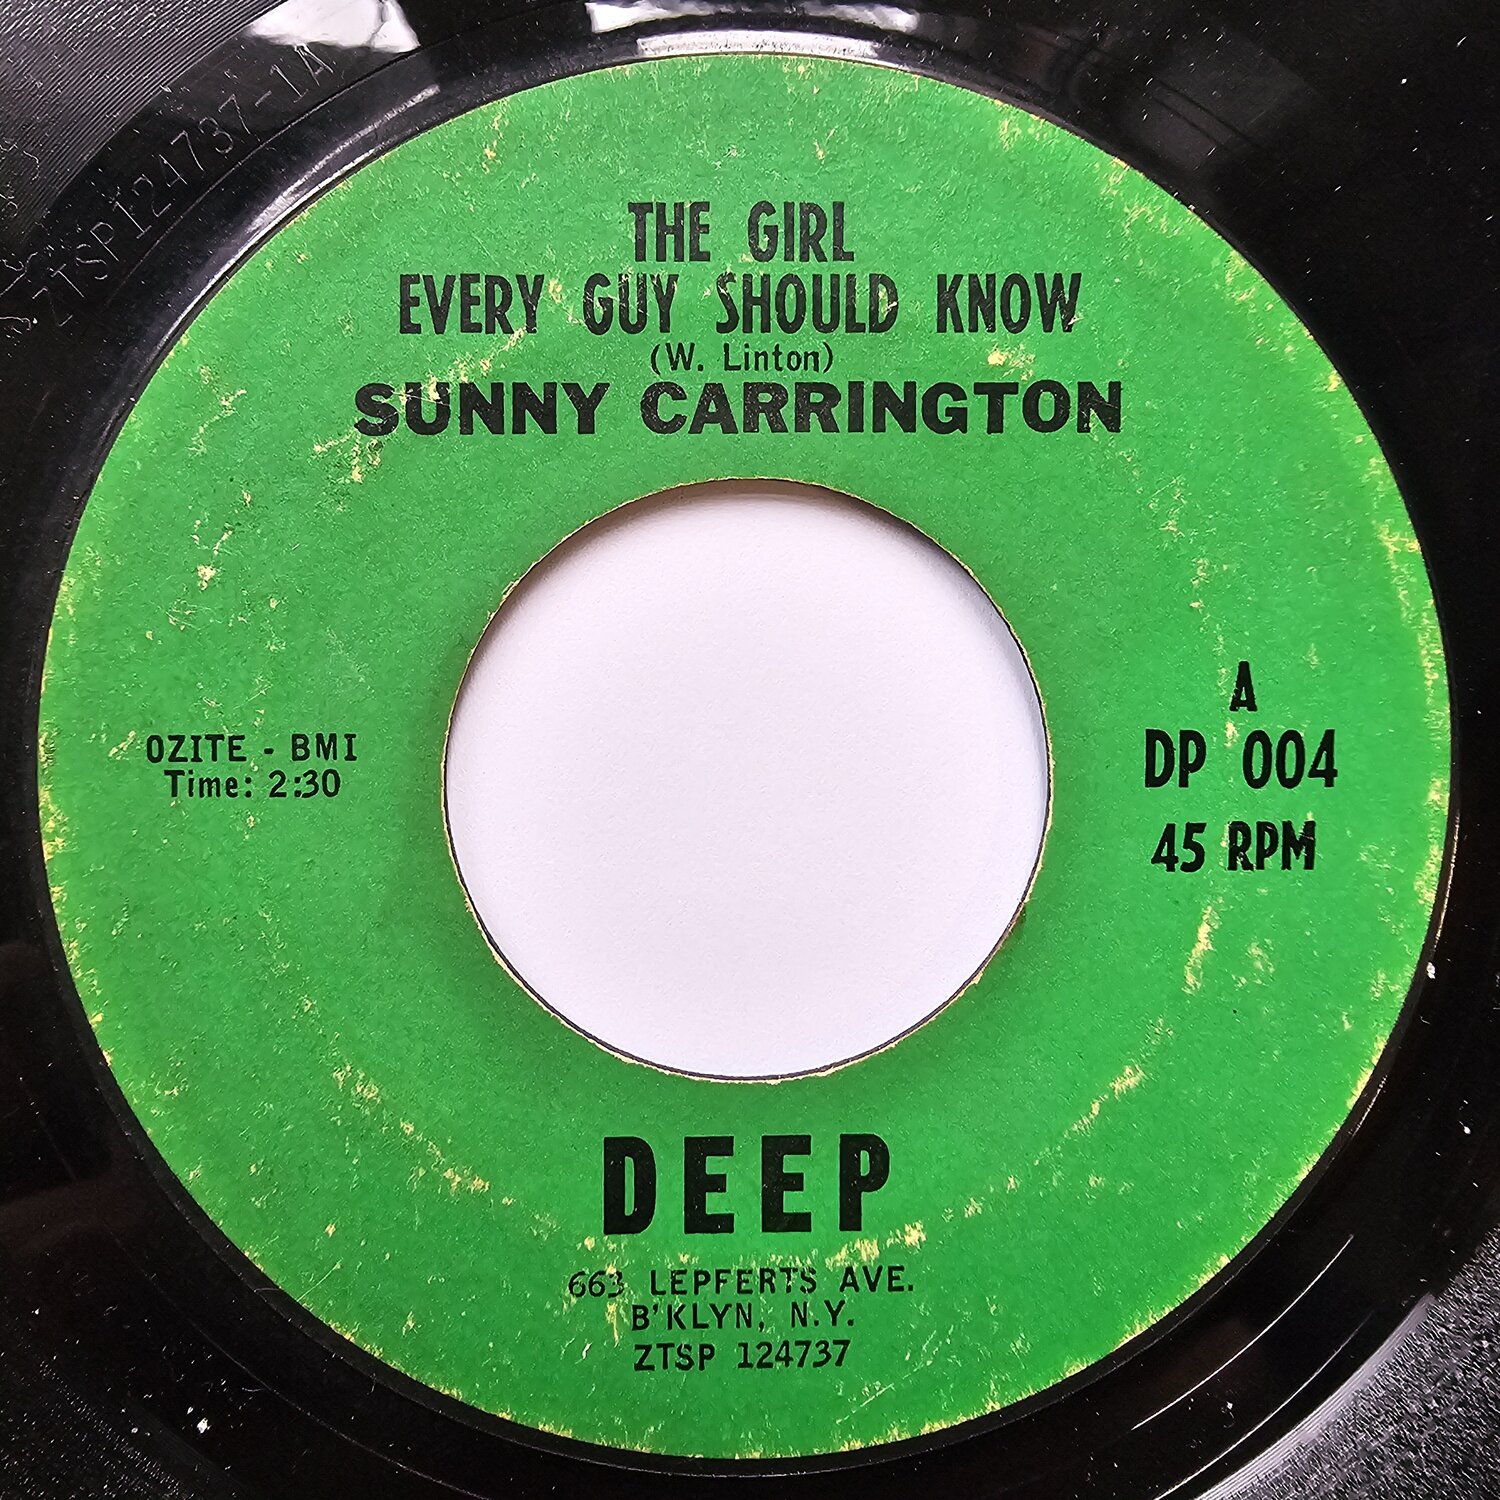 ZTSP124737-1A
THE GIRL
EVERY GUY SHOULD KNOW
(W. Linton)
SUNNY CARRINGTON
OZITE - BMI
Time: 2:30
A
DP 004
45 RPM
DEEP
663 LEPFERTS AVE.
B'KLYN, N.Y.
ZTSP 124737